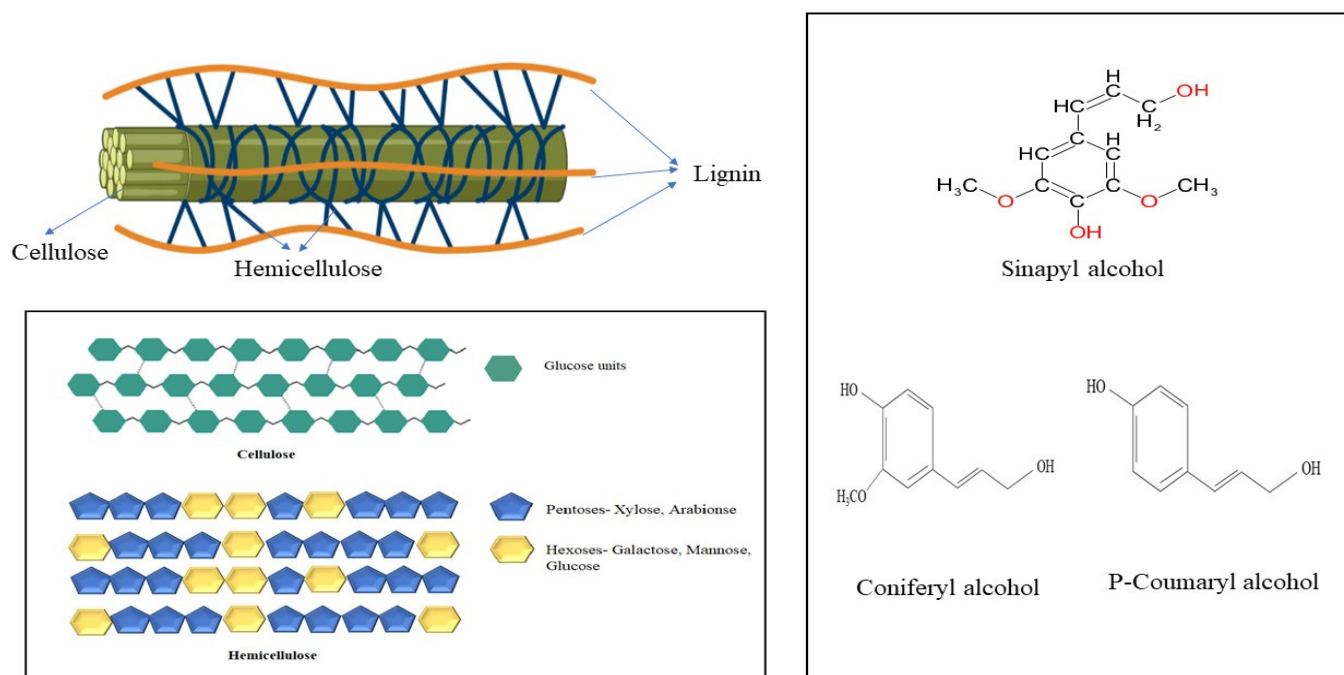 Lignin
Cellulose
Hemicellulose
Glucose units
Cellulose
Pentoses- Xylose, Arabionse
Hexoses- Galactose, Mannose,
Glucose
Hemicellulose
H
OH
HC
C
H₂
HC
H
C
H₃C
O
O
CH₃
OH
Sinapyl alcohol
HO
H₃CO
OH
Coniferyl alcohol
HO
OH
P-Coumaryl alcohol